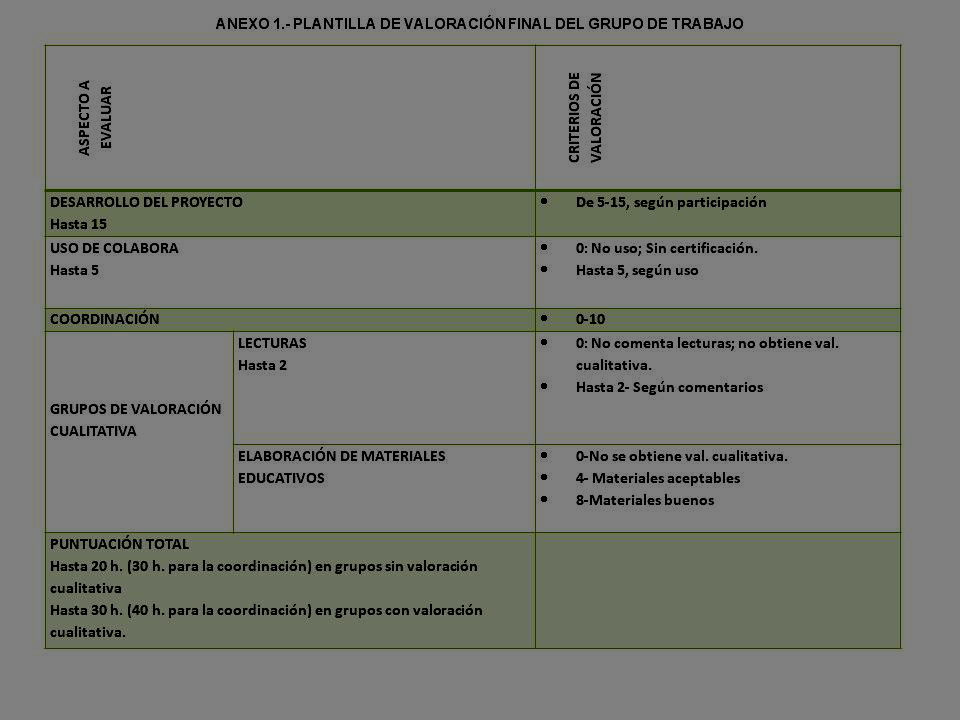 ANEXO 1.- PLANTILLA DE VALORACIÓN FINAL DEL GRUPO DE TRABAJO
ASPECTO A
EVALUAR
CRITERIOS DE
VALORACIÓN
DESARROLLO DEL PROYECTO
Hasta 15
• De 5-15, según participación
USO DE COLABORA
Hasta 5
• 0: No uso; Sin certificación.
• Hasta 5, según uso
COORDINACIÓN
• 0-10
GRUPOS DE VALORACIÓN
CUALITATIVA
LECTURAS
Hasta 2
• 0: No comenta lecturas; no obtiene val.
cualitativa.
• Hasta 2- Según comentarios
ELABORACIÓN DE MATERIALES
EDUCATIVOS
• 0-No se obtiene val. cualitativa.
• 4- Materiales aceptables
• 8-Materiales buenos
PUNTUACIÓN TOTAL
Hasta 20 h. (30 h. para la coordinación) en grupos sin valoración
cualitativa
Hasta 30 h. (40 h. para la coordinación) en grupos con valoración
cualitativa.